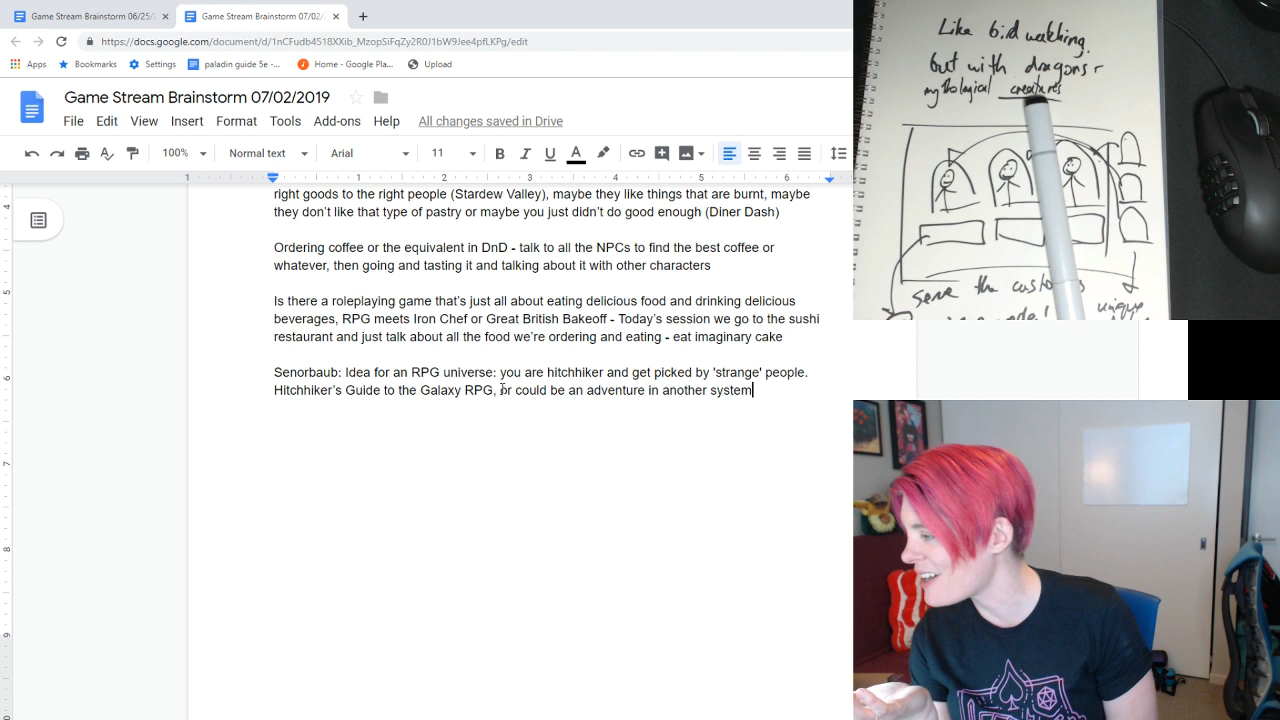 Game Stream Brainstorm 06/25/
Game Stream Brainstorm 07/02/
https://docs.google.com/document/d/1nCFudb4518XXib_MzopSiFqZy2R0J1bW9Jee4pfLKPg/edit
Apps
Bookmarks
Settings
paladin guide 5e -...
Home - Google Pla...
Upload
Game Stream Brainstorm 07/02/2019
File Edit View Insert Format Tools Add-ons Help All changes saved in Drive
100% Normal text Arial 11
right goods to the right people (Stardew Valley), maybe they like things that are burnt, maybe
they don't like that type of pastry or maybe you just didn't do good enough (Diner Dash)
Ordering coffee or the equivalent in DnD - talk to all the NPCs to find the best coffee or
whatever, then going and tasting it and talking about it with other characters
Is there a roleplaying game that's just all about eating delicious food and drinking delicious
beverages, RPG meets Iron Chef or Great British Bakeoff - Today's session we go to the sushi
restaurant and just talk about all the food we're ordering and eating - eat imaginary cake
Senorbaub: Idea for an RPG universe: you are hitchhiker and get picked by 'strange' people.
Hitchhiker's Guide to the Galaxy RPG, or could be an adventure in another system
Like bird watching,
but with dragons
mythological creatures
serve the customers
unique